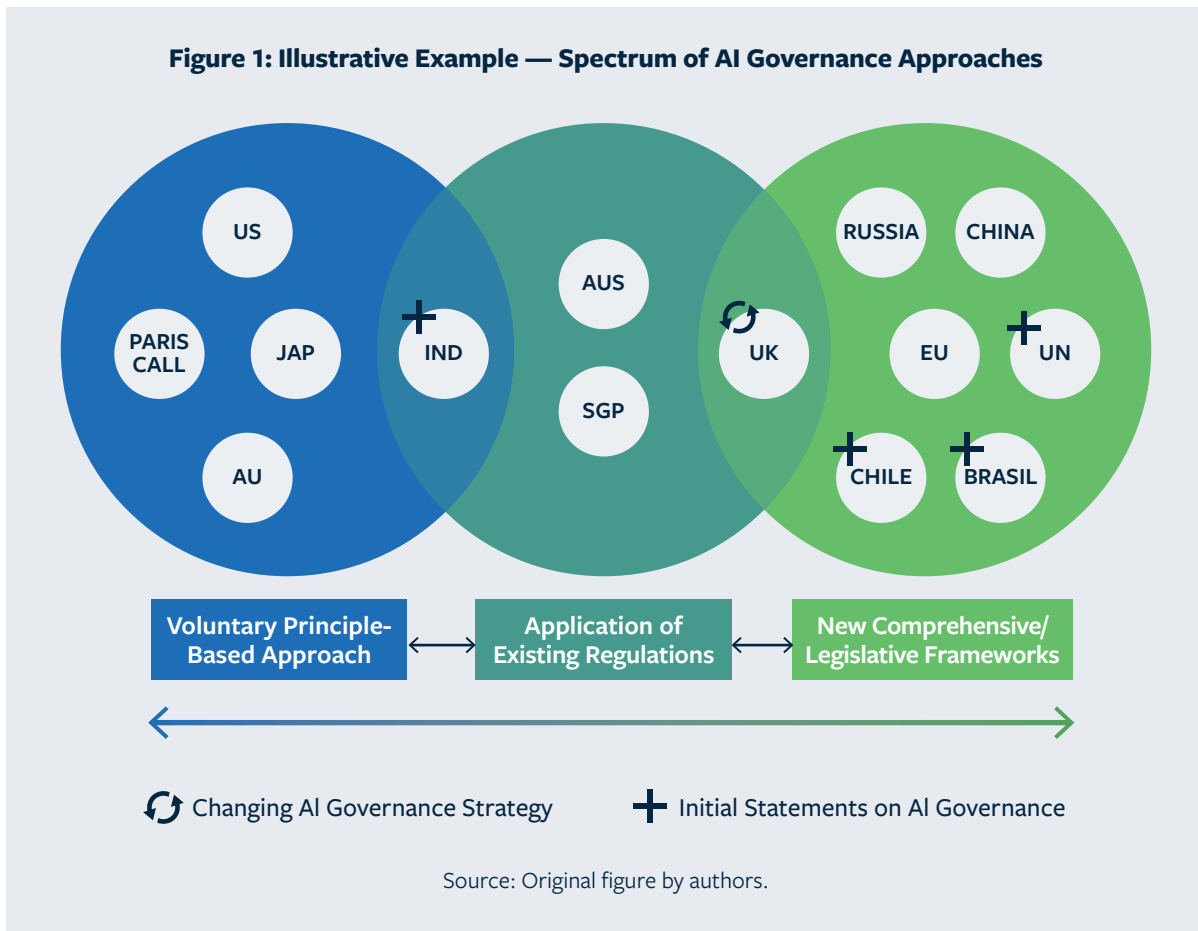 Figure 1: Illustrative Example — Spectrum of AI Governance Approaches
US
PARIS
CALL
JAP
AU
IND
AUS
SGP
UK
RUSSIA
CHINA
EU
UN
CHILE
BRASIL
Voluntary Principle-
Based Approach
Application of
Existing Regulations
New Comprehensive/
Legislative Frameworks
Changing AI Governance Strategy
Initial Statements on AI Governance
Source: Original figure by authors.